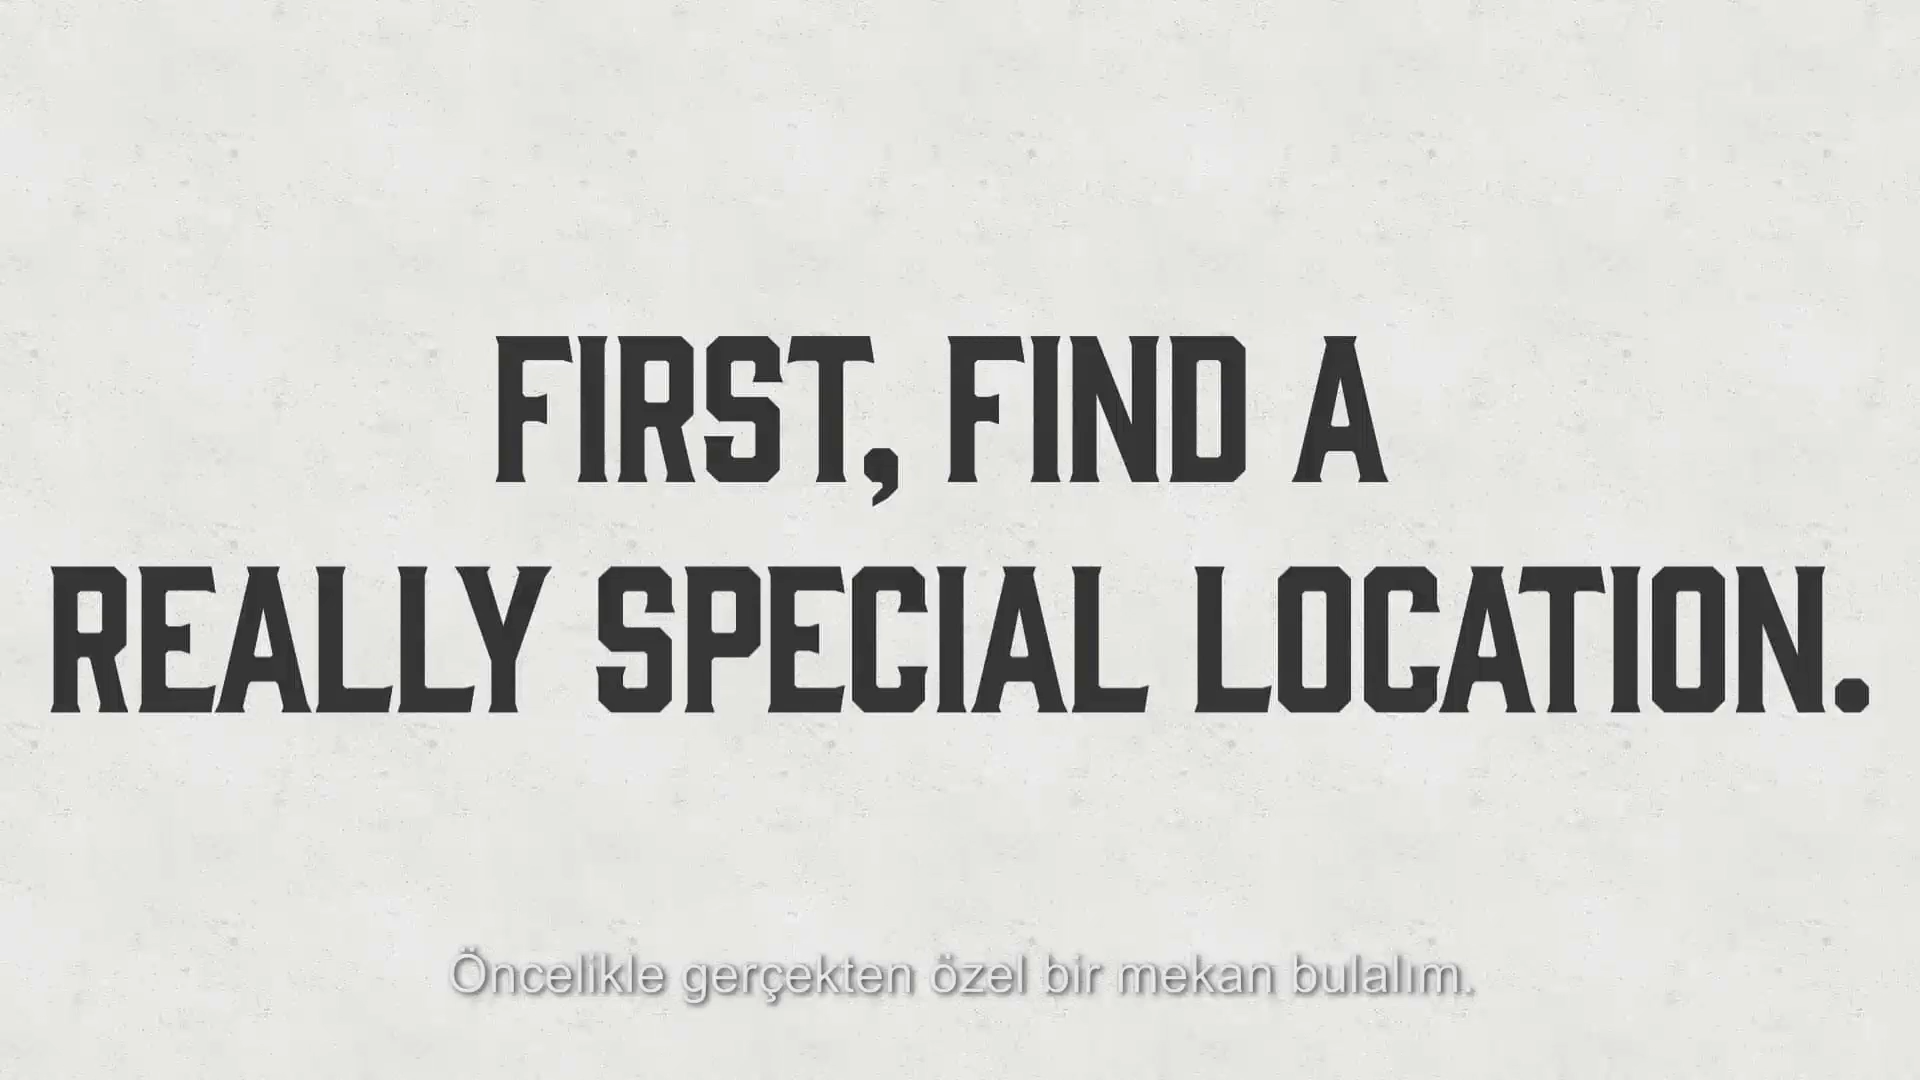 FIRST, FIND A
REALLY SPECIAL LOCATION.
Öncelikle gerçekten özel bir mekan bulalım.